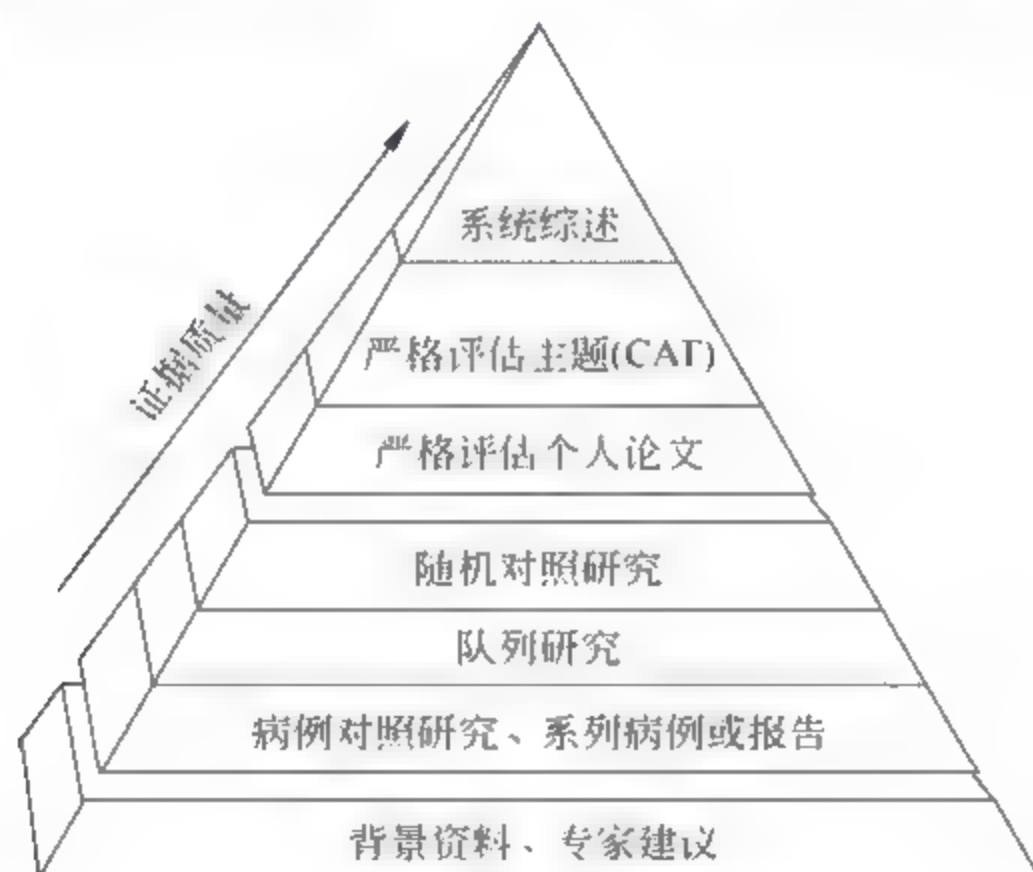 系统综述
严格评估主题(CAT)
严格评估个人论文
随机对照研究
队列研究
病例对照研究、系列病例或报告
背景资料、专家建议
证据质量